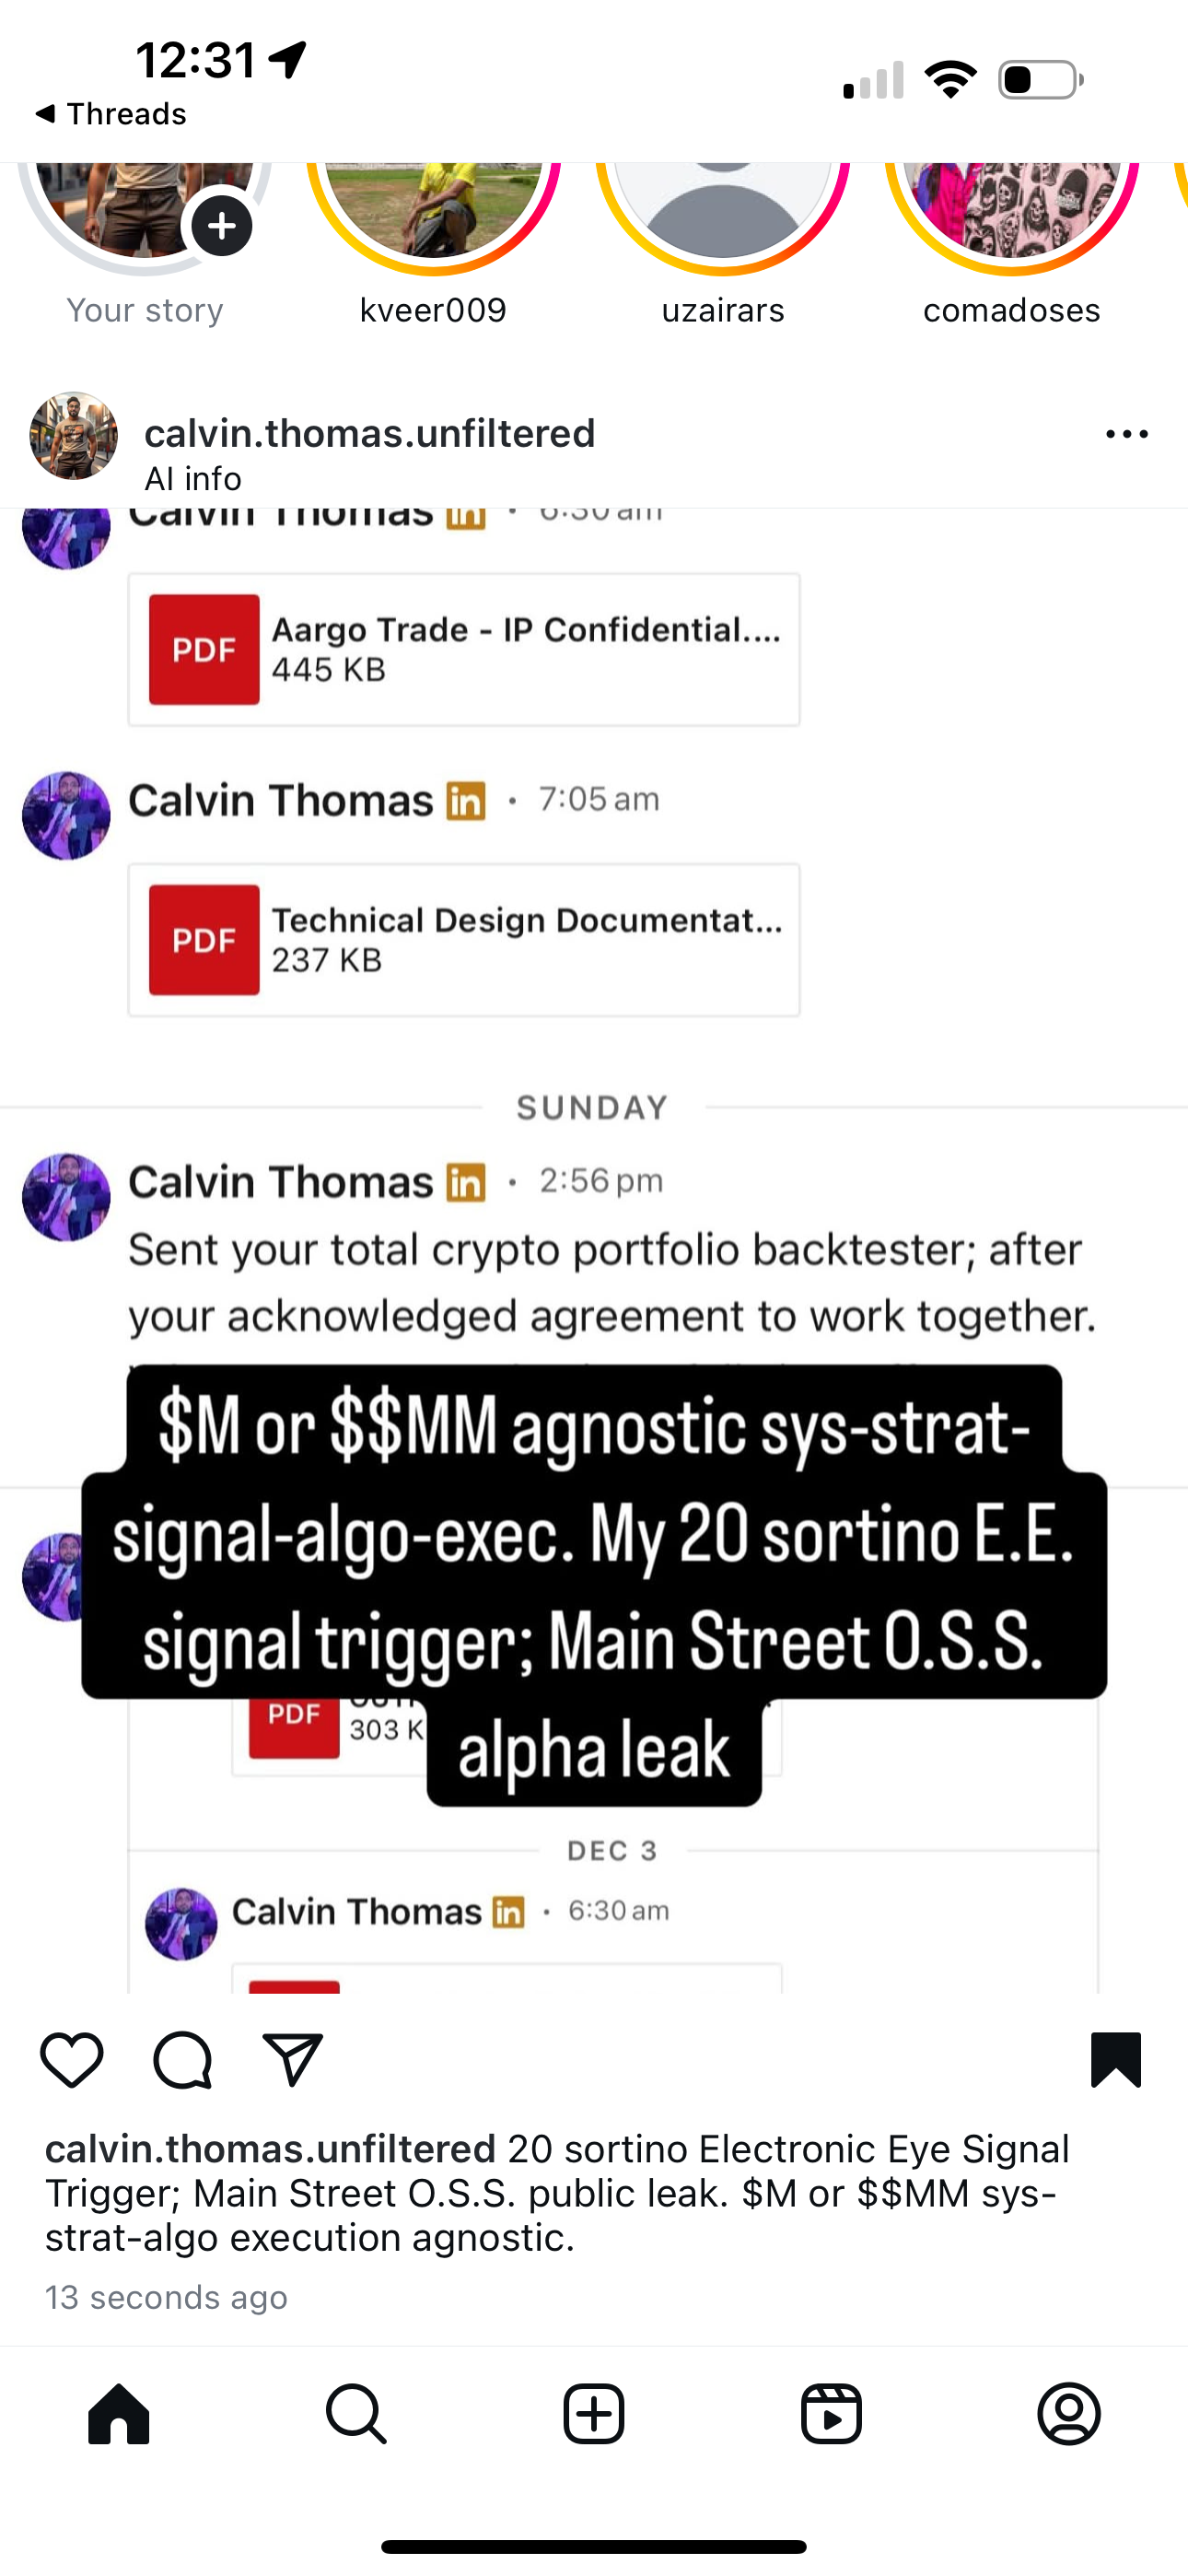 12:31
Threads
Your story
kveer009
uzairars
comadoses
calvin.thomas.unfiltered
AI info
Calvin Thomas in • 6:30 am
PDF
Aargo Trade - IP Confidential....
445 KB
Calvin Thomas in • 7:05 am
PDF
Technical Design Documentat...
237 KB
SUNDAY
Calvin Thomas in • 2:56 pm
Sent your total crypto portfolio backtester; after
your acknowledged agreement to work together.
$M or $$MM agnostic sys-strat-
signal-algo-exec. My 20 sortino E.E.
signal trigger; Main Street O.S.S.
alpha leak
PDF
303 K
DEC 3
Calvin Thomas in • 6:30 am
calvin.thomas.unfiltered 20 sortino Electronic Eye Signal
Trigger; Main Street O.S.S. public leak. $M or $$MM sys-
strat-algo execution agnostic.
13 seconds ago